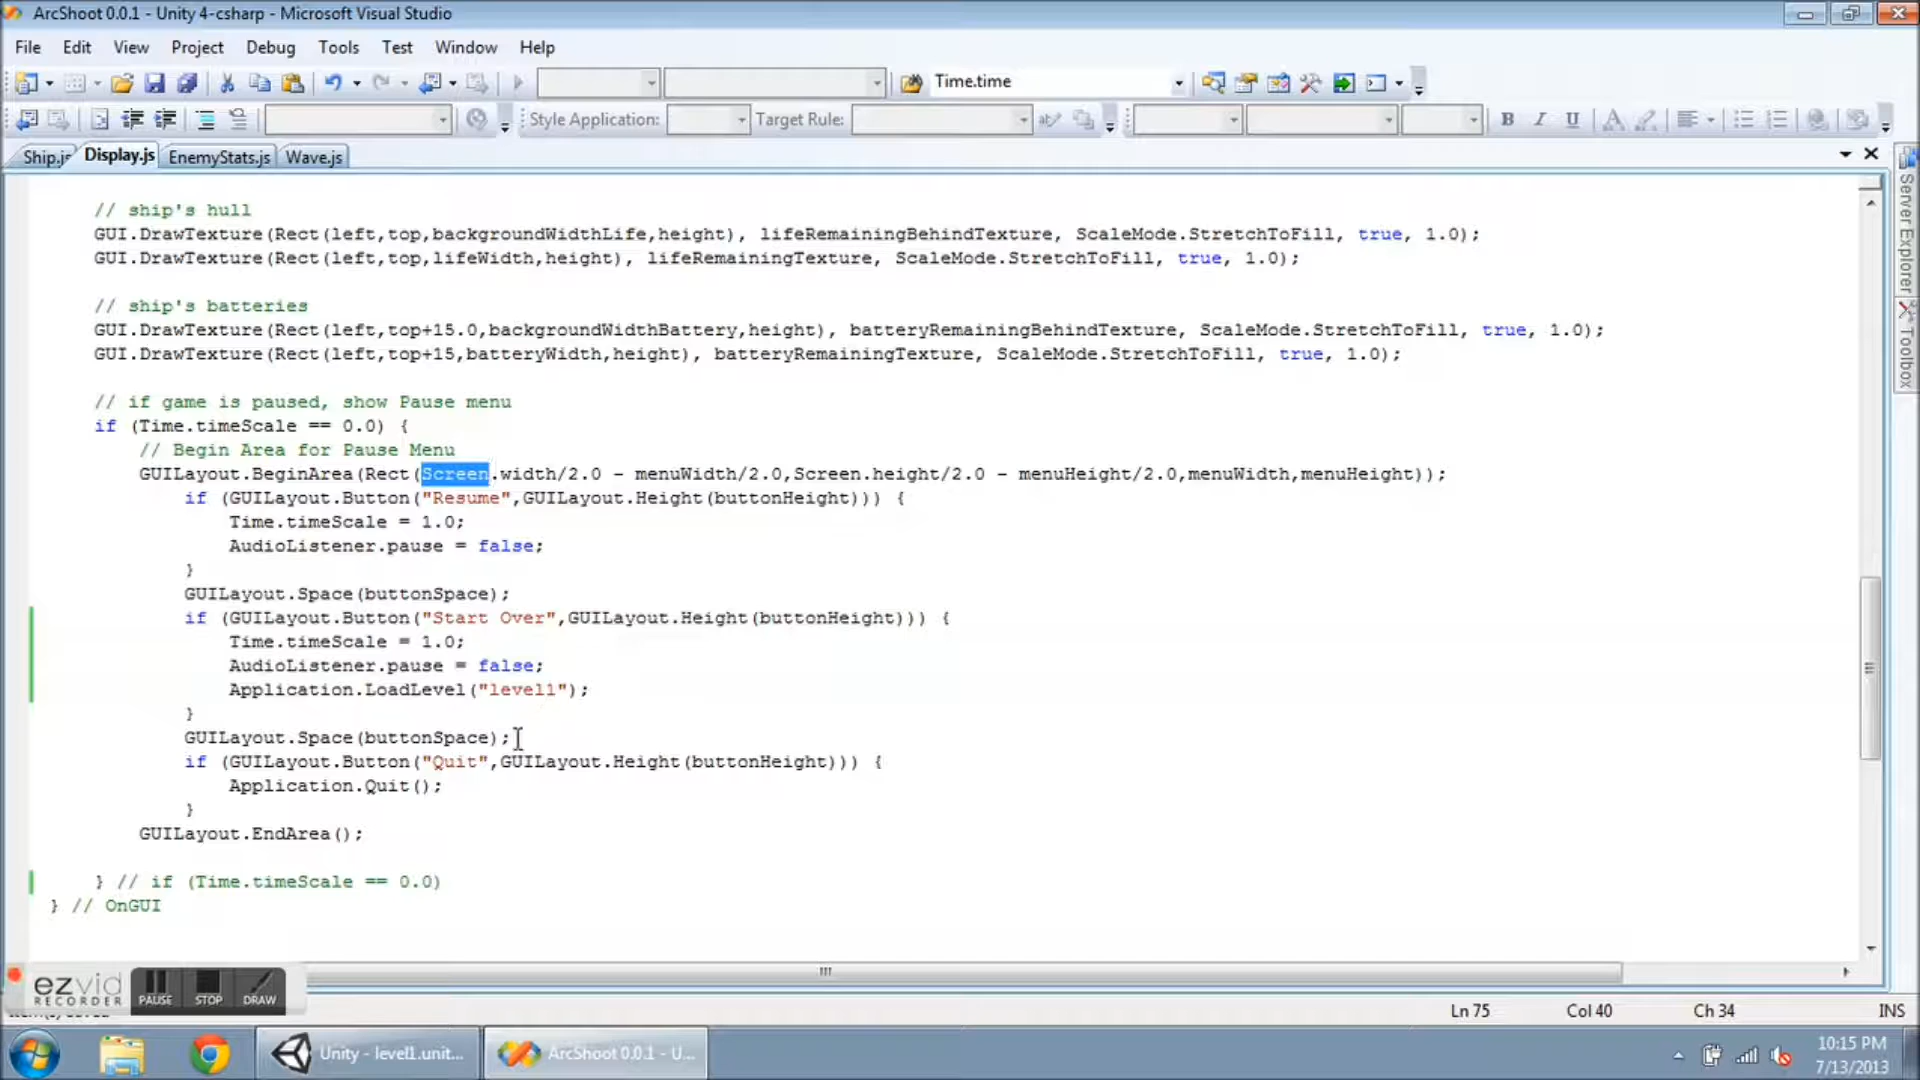 ArcShoot 0.0.1 - Unity 4-csharp - Microsoft Visual Studio
File Edit View Project Debug Tools Test Window Help
Time.time
Style Application: Target Rule: B I U
Ship.js Display.js EnemyStats.js Wave.js
// ship's hull
GUI.DrawTexture(Rect(left,top,backgroundWidthLife,height), lifeRemainingBehindTexture, ScaleMode.StretchToFill, true, 1.0);
GUI.DrawTexture(Rect(left,top,lifeWidth,height), lifeRemainingTexture, ScaleMode.StretchToFill, true, 1.0);
// ship's batteries
GUI.DrawTexture(Rect(left,top+15.0,backgroundWidthBattery,height), batteryRemainingBehindTexture, ScaleMode.StretchToFill, true, 1.0);
GUI.DrawTexture(Rect(left,top+15,batteryWidth,height), batteryRemainingTexture, ScaleMode.StretchToFill, true, 1.0);
// if game is paused, show Pause menu
if (Time.timeScale == 0.0) {
// Begin Area for Pause Menu
GUILayout.BeginArea(Rect(Screen.width/2.0 - menuWidth/2.0,Screen.height/2.0 - menuHeight/2.0,menuWidth,menuHeight));
if (GUILayout.Button("Resume",GUILayout.Height(buttonHeight))) {
Time.timeScale = 1.0;
AudioListener.pause = false;
}
GUILayout.Space(buttonSpace);
if (GUILayout.Button("Start Over",GUILayout.Height(buttonHeight))) {
Time.timeScale = 1.0;
AudioListener.pause = false;
Application.LoadLevel("level1");
}
GUILayout.Space(buttonSpace);
if (GUILayout.Button("Quit",GUILayout.Height(buttonHeight))) {
Application.Quit();
}
GUILayout.EndArea();
} // if (Time.timeScale == 0.0)
} // OnGUI
Server Explorer
Toolbox
ezvid
RECORDER
PAUSE STOP DRAW
Ln 75 Col 40 Ch 34 INS
Unity - level1.unit... ArcShoot 0.0.1 - U...
10:15 PM
7/13/2013